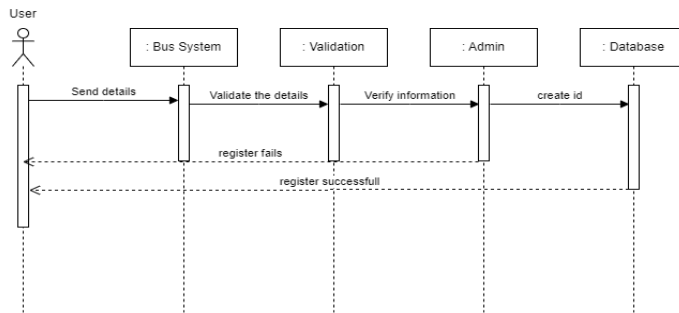 User
: Bus System
: Validation
: Admin
: Database
Send details
Validate the details
Verify information
create id
register fails
register successfull